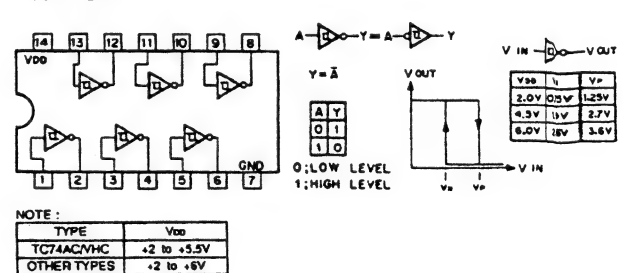 14 13 12 11 10 9 8
VDD
GND
1 2 3 4 5 6 7
A Y = A Y
Y = Ā
A Y
0 1
1 0
0;LOW LEVEL
1;HIGH LEVEL
V OUT
V IN
VN VP
V IN V OUT
VDD VP
2.0V 1.25V
4.5V 2.7V
6.0V 3.6V
NOTE :
TYPE VDD
TC74AC/VHC +2 to +5.5V
OTHER TYPES +2 to +6V